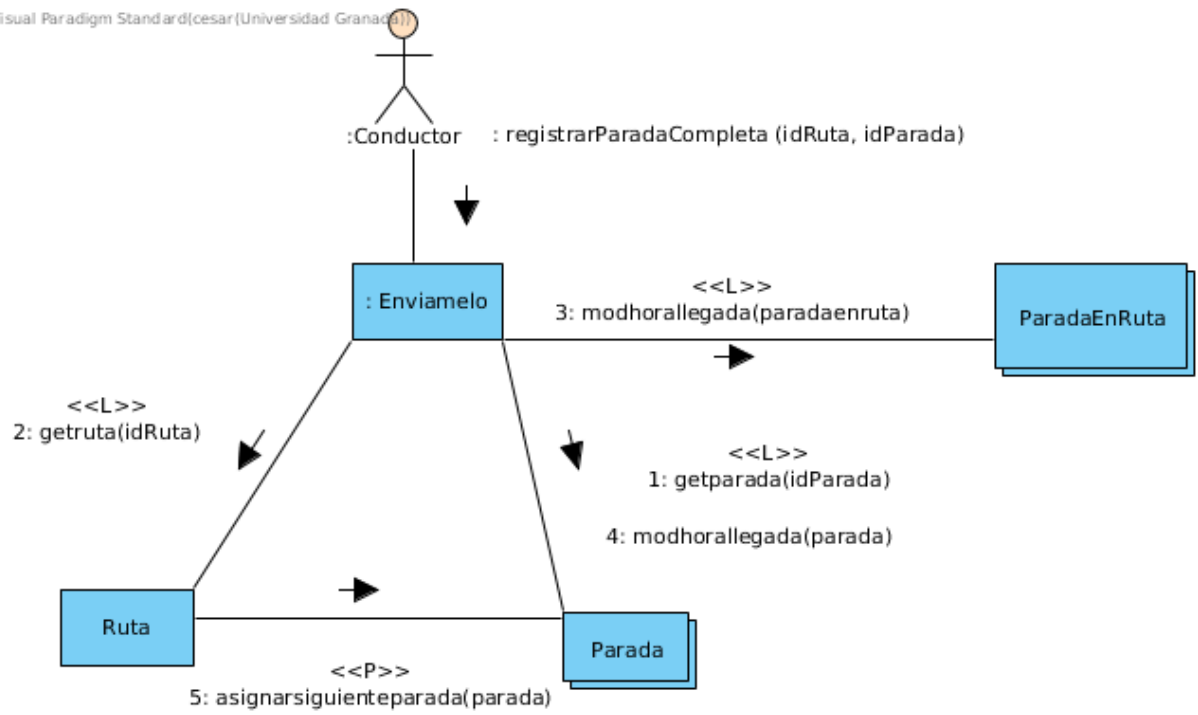 isual Paradigm Standard(cesar(Universidad Granada))
:Conductor
: registrarParadaCompleta (idRuta, idParada)
: Enviamelo
<<L>>
3: modhorallegada(paradaenruta)
ParadaEnRuta
<<L>>
2: getruta(idRuta)
<<L>>
1: getparada(idParada)
4: modhorallegada(parada)
Ruta
Parada
<<P>>
5: asignarsiguienteparada(parada)